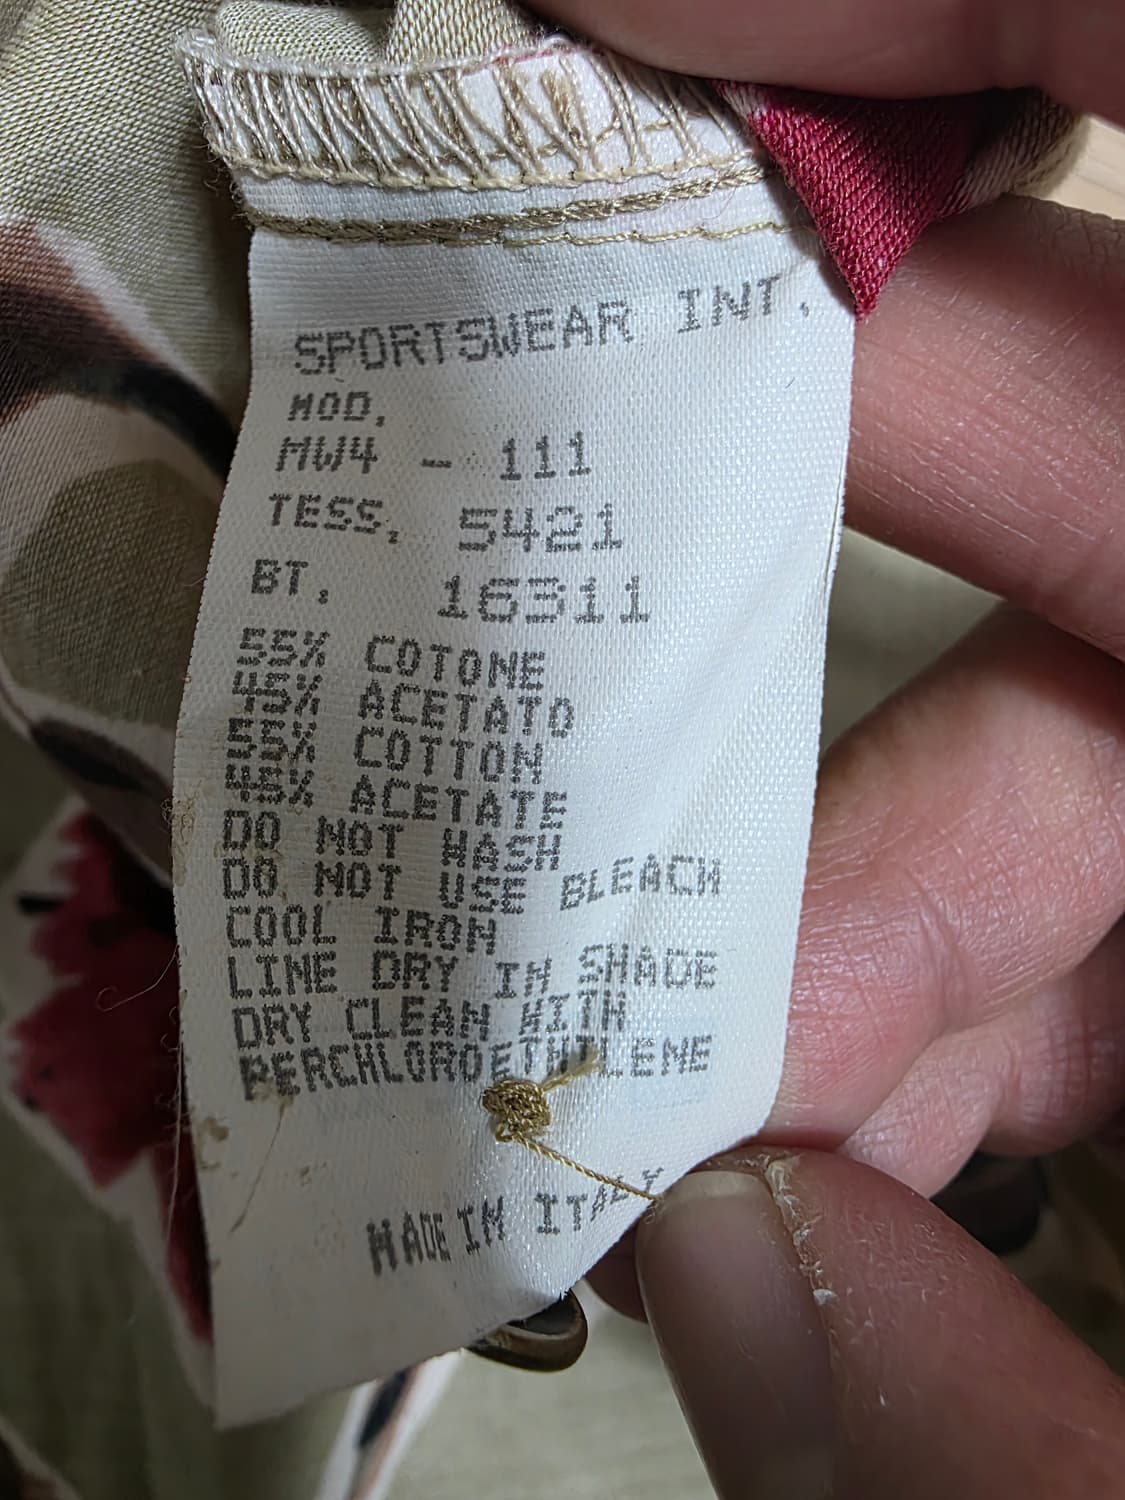 SPORTSWEAR INT.
MOD.
MW4 - 111
TESS. 5421
BT. 16311
55% COTONE
45% ACETATO
55% COTTON
45% ACETATE
DO NOT WASH
DO NOT USE BLEACH
COOL IRON
LINE DRY IN SHADE
DRY CLEAN WITH
PERCHLOROETHILENE
MADE IN ITALY